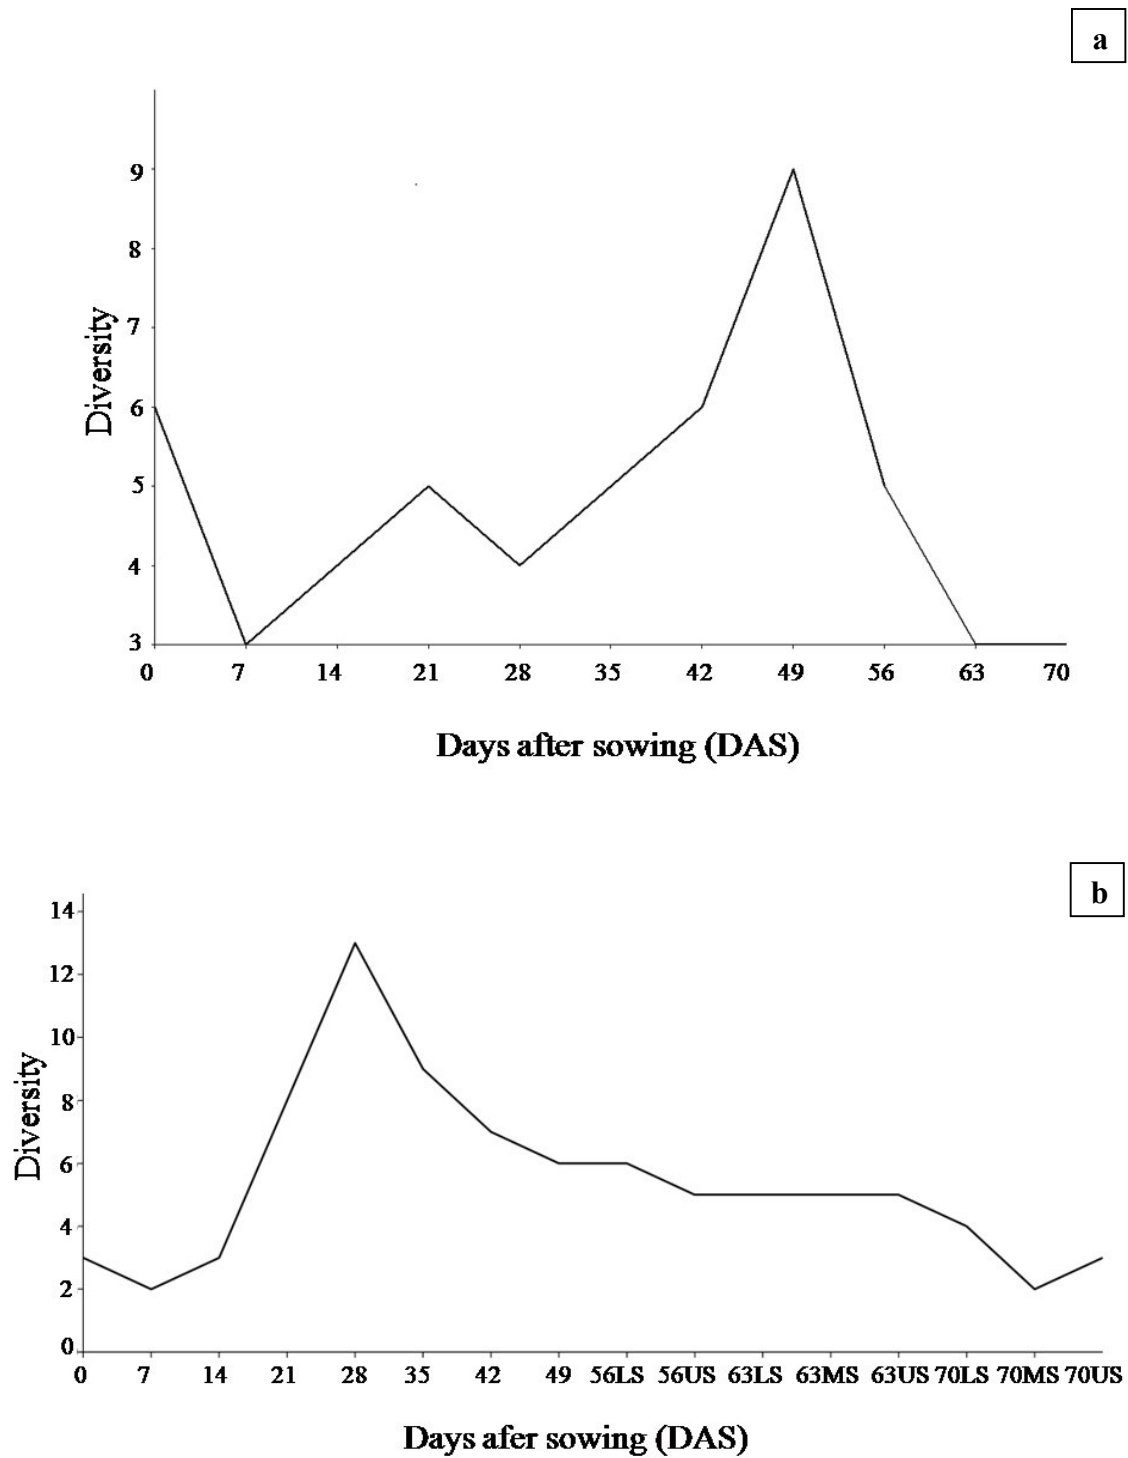 a
9
8
7
6
5
4
3
Diversity
0 7 14 21 28 35 42 49 56 63 70
Days after sowing (DAS)
b
14
12
10
8
6
4
2
0
Diversity
0 7 14 21 28 35 42 49 56LS 56US 63LS 63MS 63US 70LS 70MS 70US
Days afer sowing (DAS)